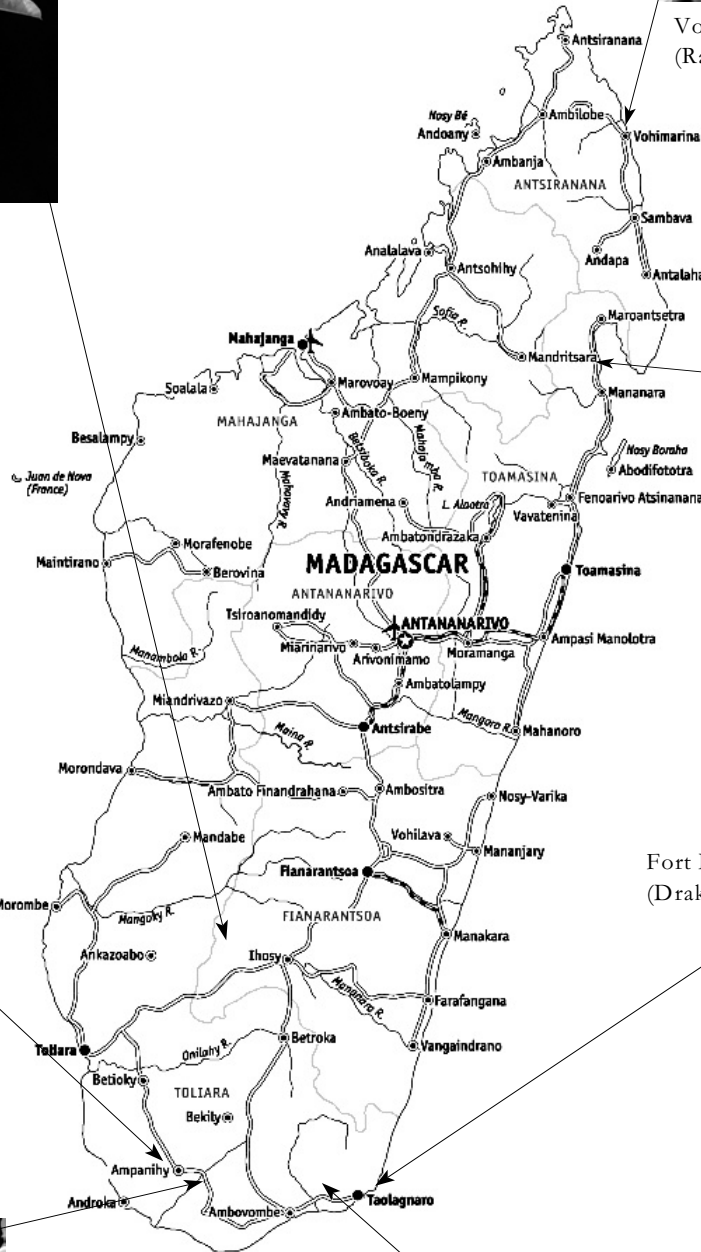 Vo
(Ra
Antsiranana
Nosy Bé
Andoany
Ambilobe
Vohimarina
Ambanja
ANTSIRANANA
Sambava
Analalava
Andapa
Antsohihy
Antalaha
Sofia R.
Maroantsetra
Mahajanga
Mandritsara
Marovoay
Mampikony
Soalala
Mananara
MAHAJANGA
Ambato-Boeny
Besalampy
Betsiboka R.
Mahajamba R.
Nosy Boraha
Maevatanana
TOAMASINA
Abodifototra
Juan de Nova
(France)
Mahavavy R.
Andriamena
L. Alaotra
Fenoarivo Atsinanana
Vavatenina
Morafenobe
Ambatondrazaka
Maintirano
MADAGASCAR
Berovina
Toamasina
ANTANANARIVO
Tsiroanomandidy
ANTANANARIVO
Miarinarivo
Ampasi Manolotra
Manambolo R.
Arivonimamo
Moramanga
Ambatolampy
Miandrivazo
Mangoro R.
Antsirabe
Mahanoro
Maina R.
Morondava
Ambato Finandrahana
Ambositra
Nosy-Varika
Mandabe
Vohilava
Mananjary
Fianarantsoa
Fort
(Drak
Morombe
Mangoky R.
FIANARANTSOA
Manakara
Ankazoabo
Ihosy
Mananara R.
Farafangana
Toliara
Onilahy R.
Betroka
Vangaindrano
Betioky
TOLIARA
Bekily
Ampanihy
Androka
Ambovombe
Taolagnaro